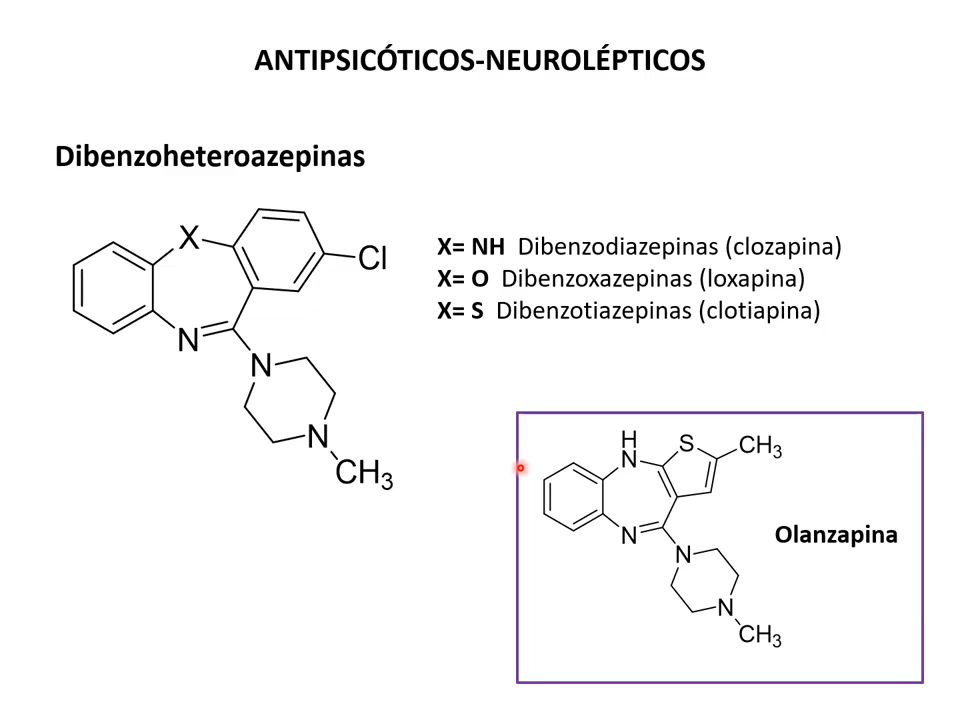 ANTIPSICÓTICOS-NEUROLÉPTICOS
Dibenzoheteroazepinas
X
Cl
N
N
N
CH3
X= NH Dibenzodiazepinas (clozapina)
X= O Dibenzoxazepinas (loxapina)
X= S Dibenzotiazepinas (clotiapina)
H
N
S
CH3
N
N
N
CH3
Olanzapina